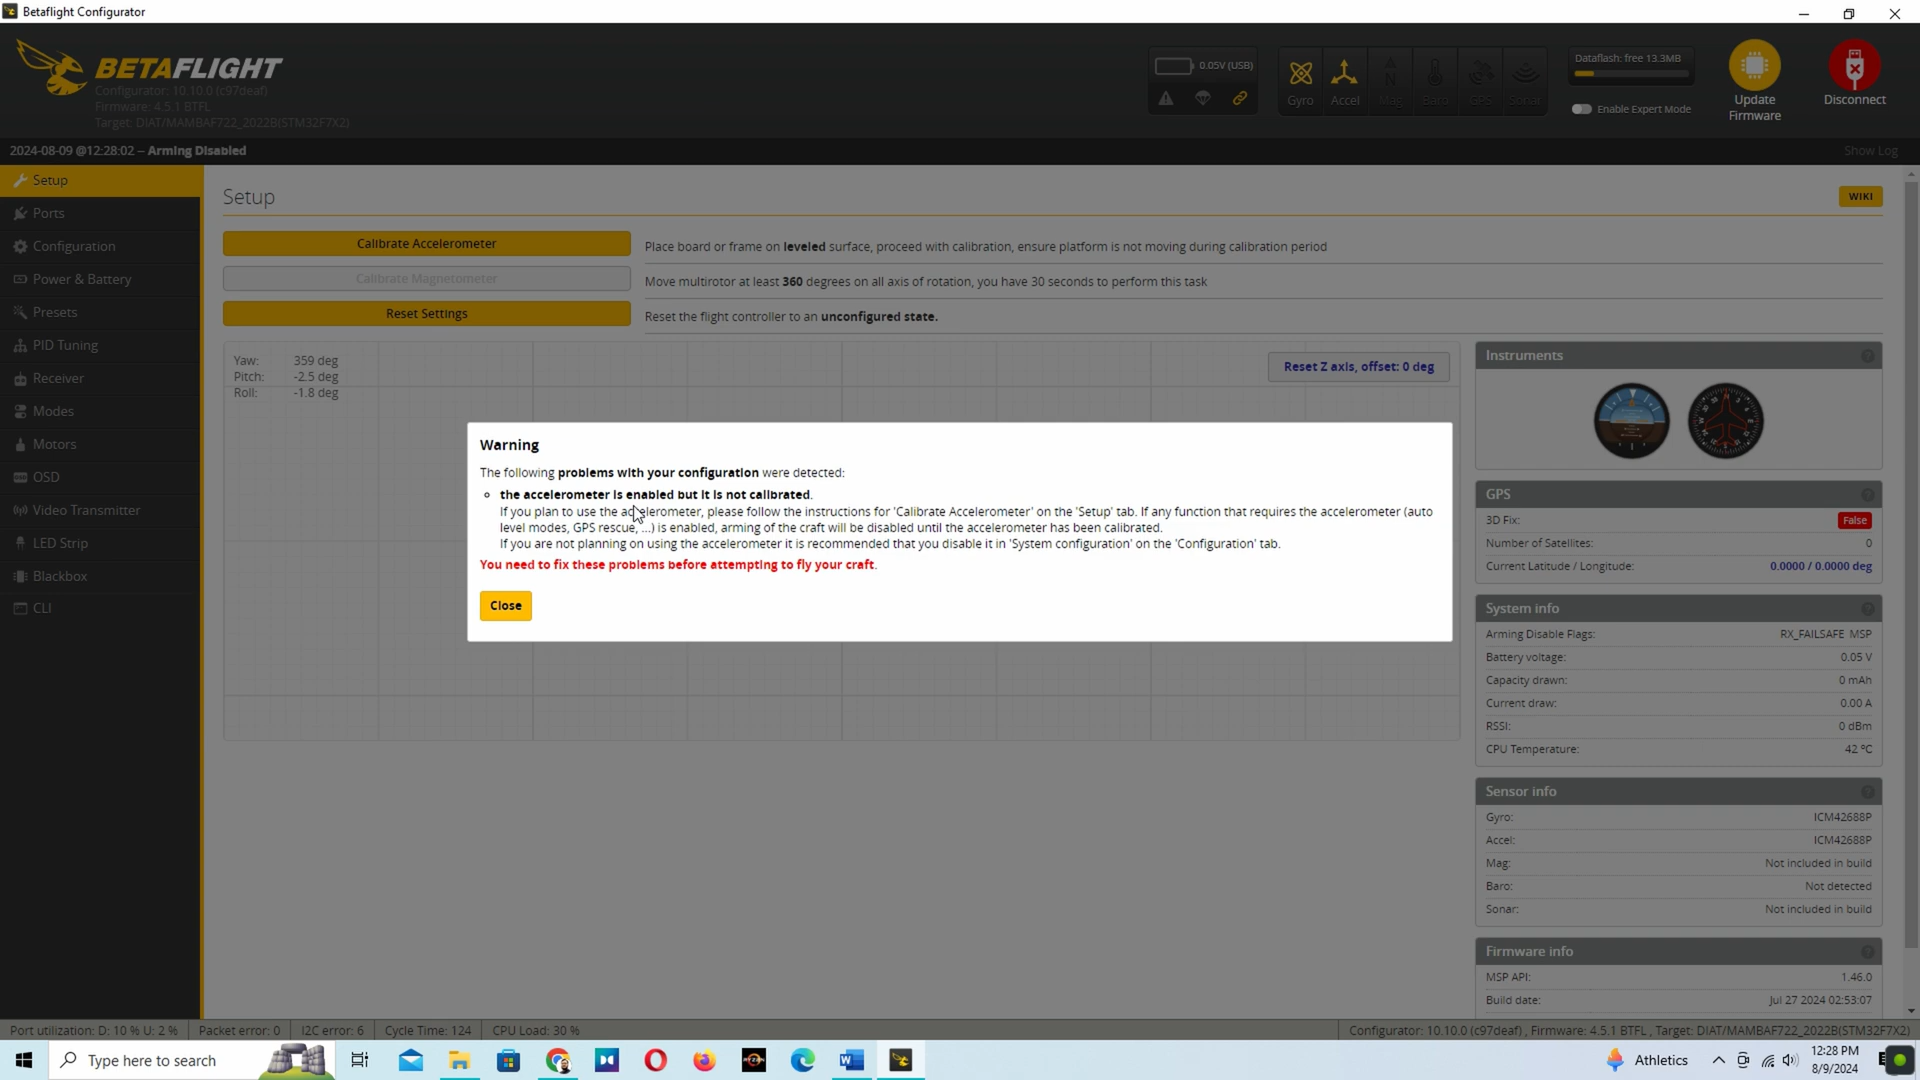 Betaflight Configurator
BETAFLIGHT
Configurator: 10.10.0 (c97deaf)
Firmware: 4.5.1 BTFL
Target: DIAT/MAMBAF722_2022B(STM32F7X2)
0.05V (USB)
Gyro
Accel
Mag
Baro
GPS
Sonar
Dataflash: free 13.3MB
Enable Expert Mode
Update
Firmware
Disconnect
2024-08-09 @12:28:02 -- Arming Disabled
Show Log
Setup
Ports
Configuration
Power & Battery
Presets
PID Tuning
Receiver
Modes
Motors
OSD
Video Transmitter
LED Strip
Blackbox
CLI
Setup
WIKI
Calibrate Accelerometer
Place board or frame on leveled surface, proceed with calibration, ensure platform is not moving during calibration period
Calibrate Magnetometer
Move multirotor at least 360 degrees on all axis of rotation, you have 30 seconds to perform this task
Reset Settings
Reset the flight controller to an unconfigured state.
Yaw: 359 deg
Pitch: -2.5 deg
Roll: -1.8 deg
Reset Z axis, offset: 0 deg
Warning
The following problems with your configuration were detected:
the accelerometer is enabled but it is not calibrated.
If you plan to use the accelerometer, please follow the instructions for 'Calibrate Accelerometer' on the 'Setup' tab. If any function that requires the accelerometer (auto
level modes, GPS rescue, ...) is enabled, arming of the craft will be disabled until the accelerometer has been calibrated.
If you are not planning on using the accelerometer it is recommended that you disable it in 'System configuration' on the 'Configuration' tab.
You need to fix these problems before attempting to fly your craft.
Close
Instruments
GPS
3D Fix: False
Number of Satellites: 0
Current Latitude / Longitude: 0.0000 / 0.0000 deg
System info
Arming Disable Flags: RX_FAILSAFE MSP
Battery voltage: 0.05 V
Capacity drawn: 0 mAh
Current draw: 0.00 A
RSSI: 0 dBm
CPU Temperature: 42 °C
Sensor info
Gyro: ICM42688P
Accel: ICM42688P
Mag: Not included in build
Baro: Not detected
Sonar: Not included in build
Firmware info
MSP API: 1.46.0
Build date: Jul 27 2024 02:53:07
Port utilization: D: 10 % U: 2 %
Packet error: 0
I2C error: 6
Cycle Time: 124
CPU Load: 30 %
Configurator: 10.10.0 (c97deaf) , Firmware: 4.5.1 BTFL , Target: DIAT/MAMBAF722_2022B(STM32F7X2)
Type here to search
Athletics
12:28 PM
8/9/2024